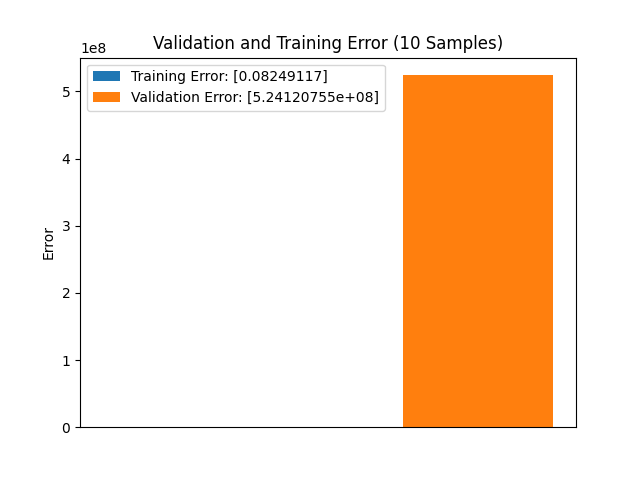 Validation and Training Error (10 Samples)
1e8
Training Error: [0.08249117]
Validation Error: [5.24120755e+08]
5
4
3
2
1
0
Error